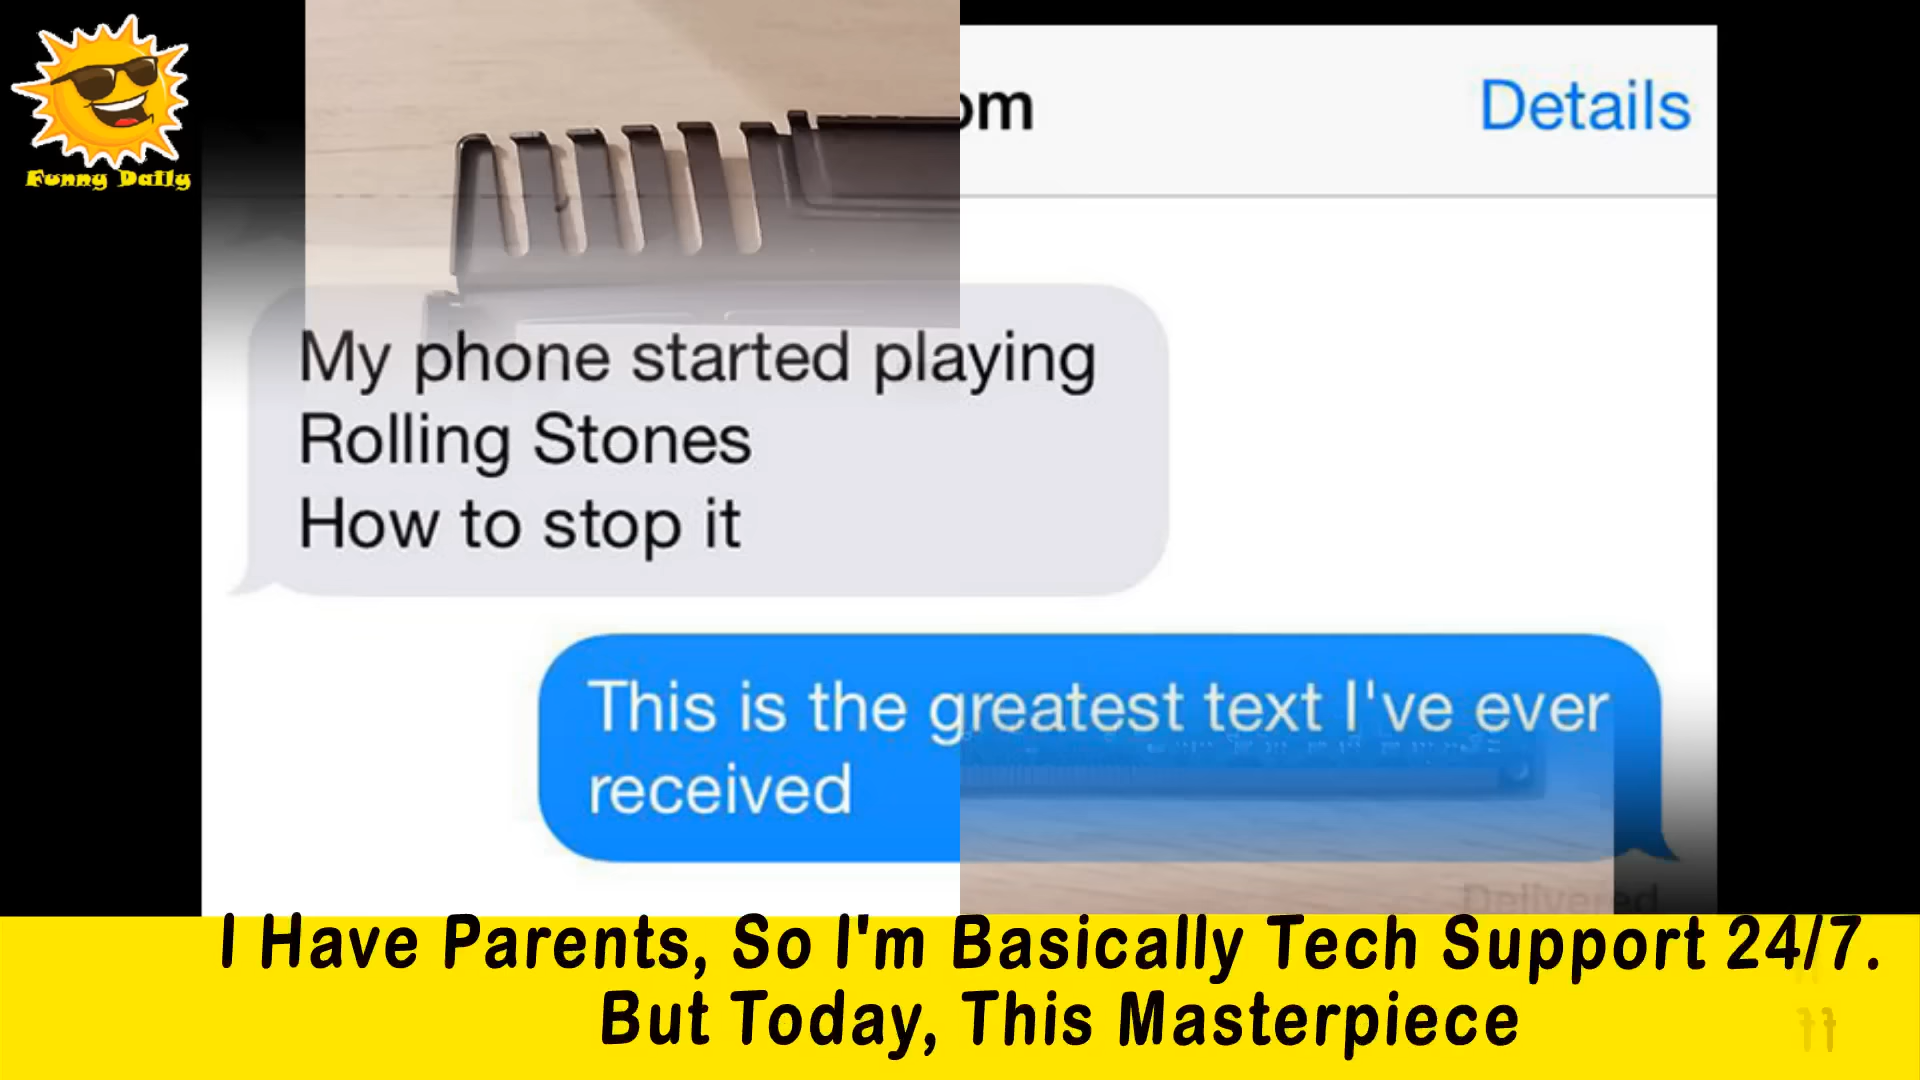 Funny Daily
om
Details
My phone started playing
Rolling Stones
How to stop it
This is the greatest text I've ever
received
Delivered
I Have Parents, So I'm Basically Tech Support 24/7.
But Today, This Masterpiece